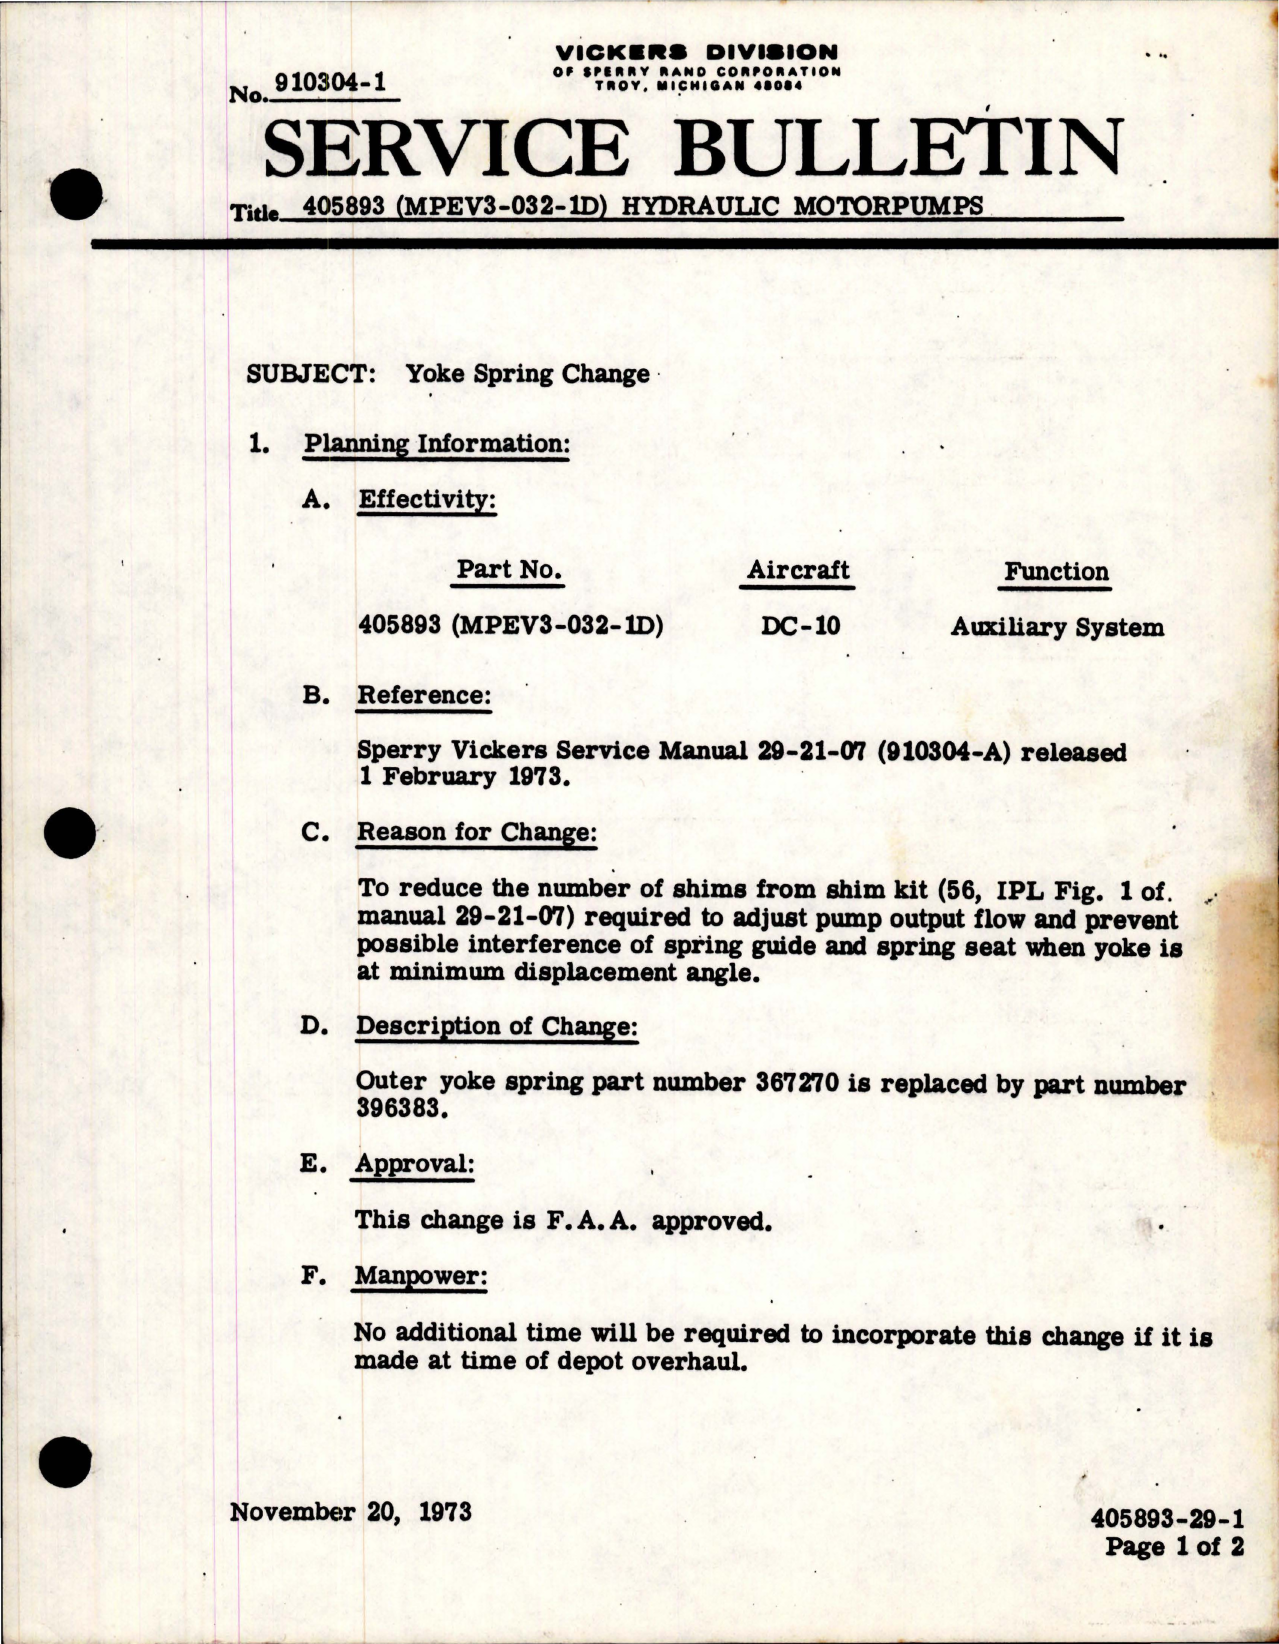 VICKERS DIVISION
OF SPERRY RAND CORPORATION
TROY, MICHIGAN 48084
No. 910304-1
SERVICE BULLETIN
Title 405893 (MPEV3-032-1D) HYDRAULIC MOTORPUMPS
SUBJECT: Yoke Spring Change
1. Planning Information:
A. Effectivity:
Part No. Aircraft Function
405893 (MPEV3-032-1D) DC-10 Auxiliary System
B. Reference:
Sperry Vickers Service Manual 29-21-07 (910304-A) released
1 February 1973.
C. Reason for Change:
To reduce the number of shims from shim kit (56, IPL Fig. 1 of
manual 29-21-07) required to adjust pump output flow and prevent
possible interference of spring guide and spring seat when yoke is
at minimum displacement angle.
D. Description of Change:
Outer yoke spring part number 367270 is replaced by part number
396383.
E. Approval:
This change is F.A.A. approved.
F. Manpower:
No additional time will be required to incorporate this change if it is
made at time of depot overhaul.
November 20, 1973
405893-29-1
Page 1 of 2